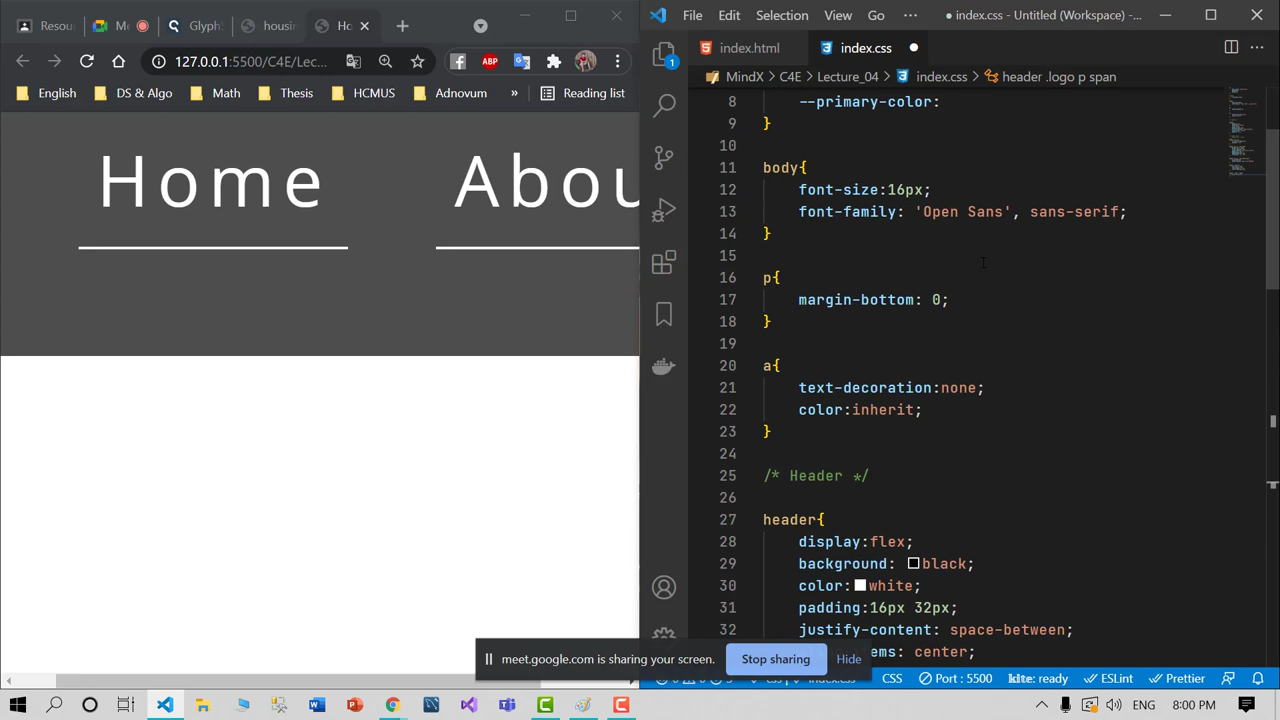 Resou
Me
Glyph
housin
Ho
127.0.0.1:5500/C4E/Lec...
ABP
English
DS & Algo
Math
Thesis
HCMUS
Adnovum
»
Reading list
Home
Abou
File Edit Selection View Go ···
index.css - Untitled (Workspace) -...
1
index.html
index.css
MindX > C4E > Lecture_04 > index.css > header .logo p span
8 --primary-color:
9 }
10
11 body{
12 font-size:16px;
13 font-family: 'Open Sans', sans-serif;
14 }
15
16 p{
17 margin-bottom: 0;
18 }
19
20 a{
21 text-decoration:none;
22 color:inherit;
23 }
24
25 /* Header */
26
27 header{
28 display:flex;
29 background: black;
30 color:white;
31 padding:16px 32px;
32 justify-content: space-between;
ems: center;
meet.google.com is sharing your screen.
Stop sharing
Hide
CSS
Port : 5500
kite: ready
ESLint
Prettier
ENG
8:00 PM